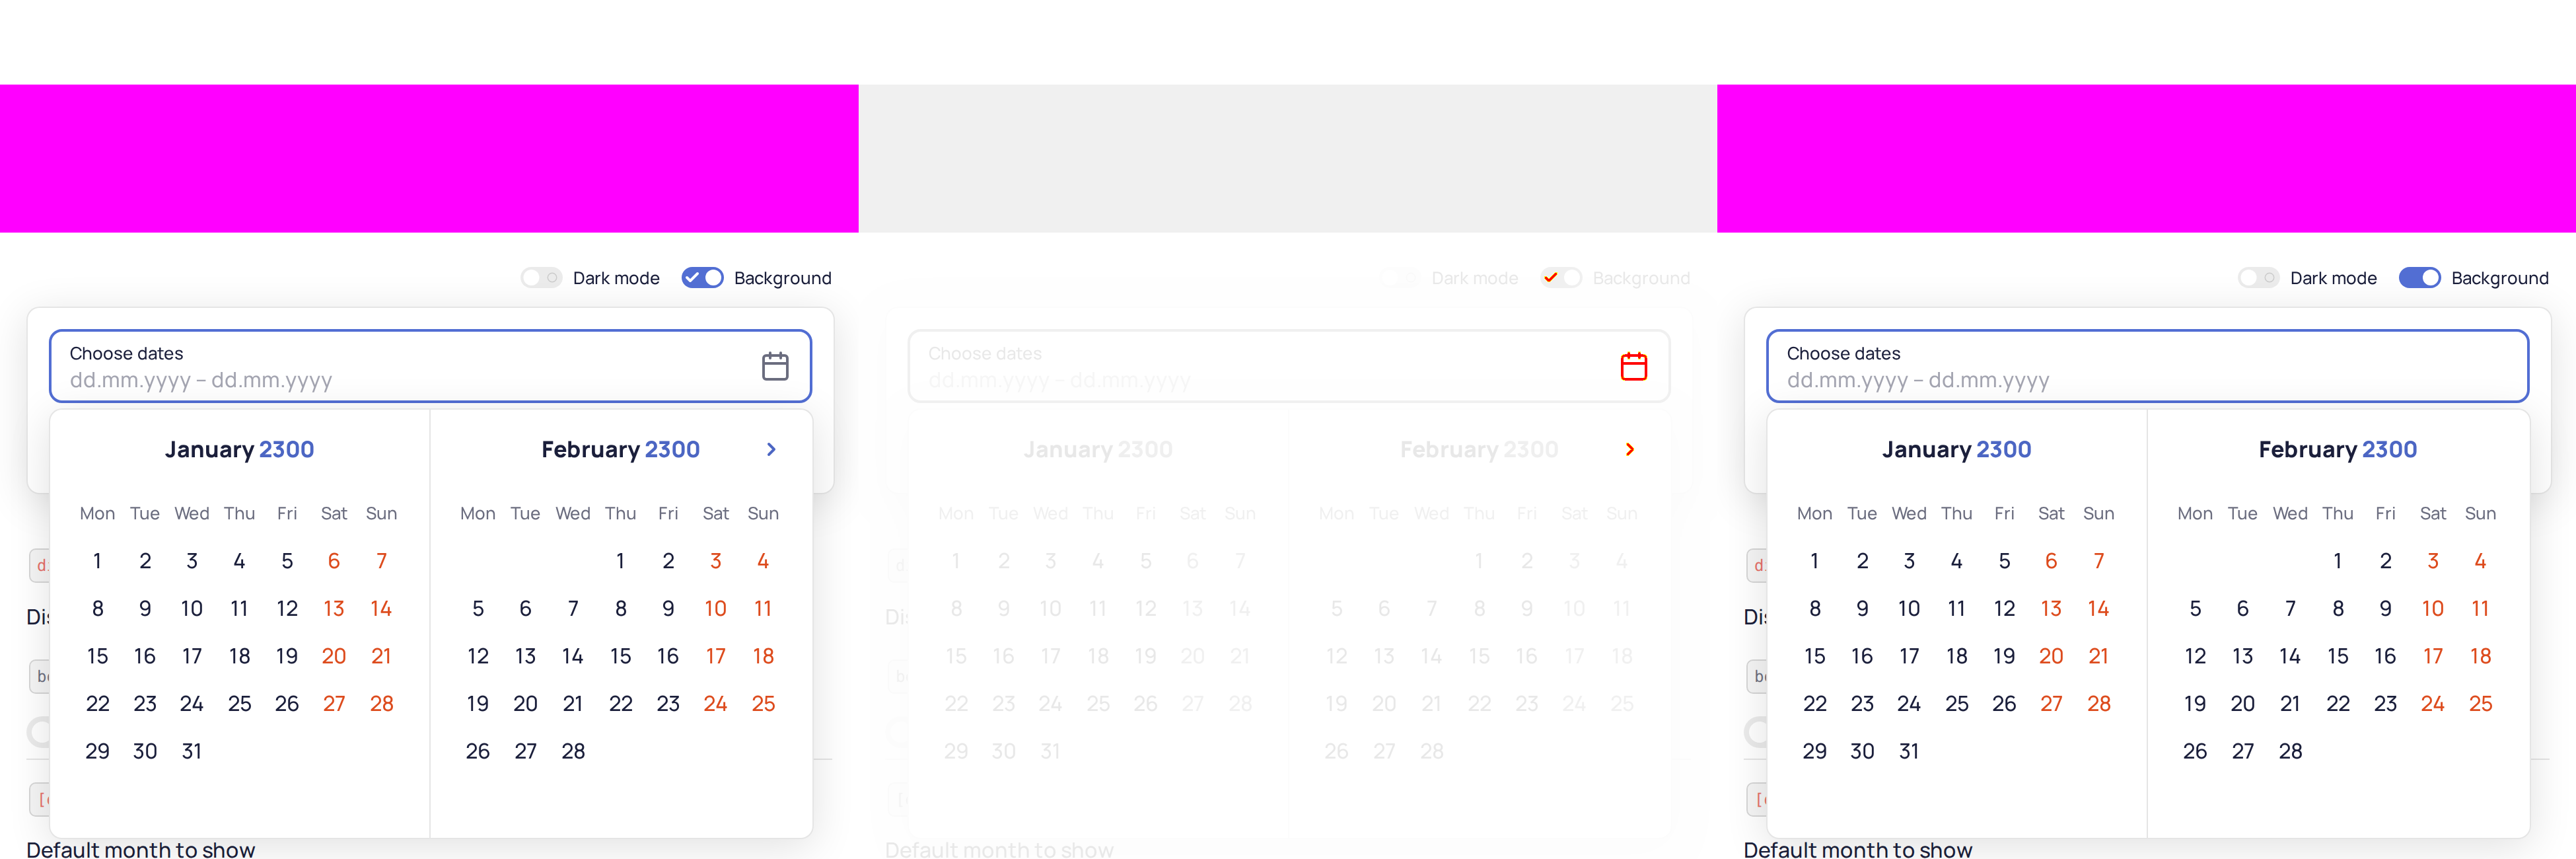 Dark mode
Background
Choose dates
dd.mm.yyyy – dd.mm.yyyy
January 2300
Mon Tue Wed Thu Fri Sat Sun
1 2 3 4 5 6 7
8 9 10 11 12 13 14
15 16 17 18 19 20 21
22 23 24 25 26 27 28
29 30 31
February 2300
Mon Tue Wed Thu Fri Sat Sun
1 2 3 4
5 6 7 8 9 10 11
12 13 14 15 16 17 18
19 20 21 22 23 24 25
26 27 28
Default month to show
Dark mode
Background
Choose dates
dd.mm.yyyy – dd.mm.yyyy
January 2300
Mon Tue Wed Thu Fri Sat Sun
1 2 3 4 5 6 7
8 9 10 11 12 13 14
15 16 17 18 19 20 21
22 23 24 25 26 27 28
29 30 31
February 2300
Mon Tue Wed Thu Fri Sat Sun
1 2 3 4
5 6 7 8 9 10 11
12 13 14 15 16 17 18
19 20 21 22 23 24 25
26 27 28
Default month to show
Dark mode
Background
Choose dates
dd.mm.yyyy – dd.mm.yyyy
January 2300
Mon Tue Wed Thu Fri Sat Sun
1 2 3 4 5 6 7
8 9 10 11 12 13 14
15 16 17 18 19 20 21
22 23 24 25 26 27 28
29 30 31
February 2300
Mon Tue Wed Thu Fri Sat Sun
1 2 3 4
5 6 7 8 9 10 11
12 13 14 15 16 17 18
19 20 21 22 23 24 25
26 27 28
Default month to show